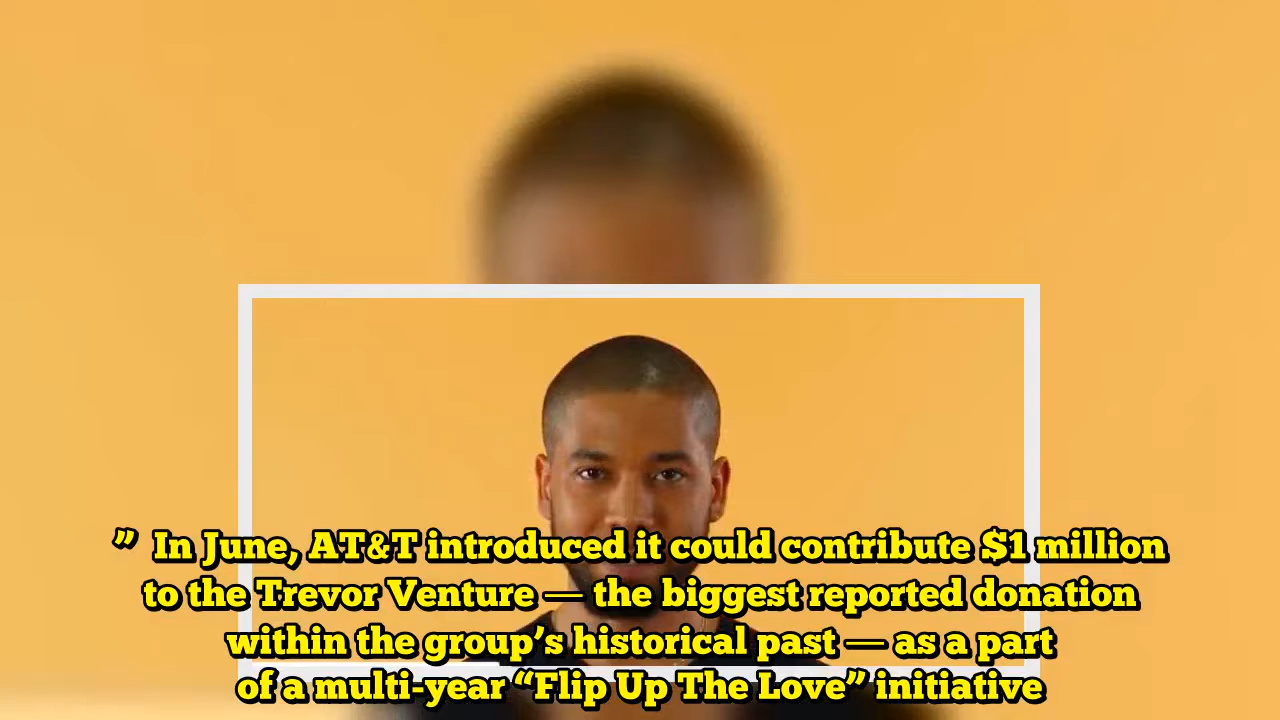 ” In June, AT&T introduced it could contribute $1 million
to the Trevor Venture — the biggest reported donation
within the group’s historical past — as a part
of a multi-year “Flip Up The Love” initiative